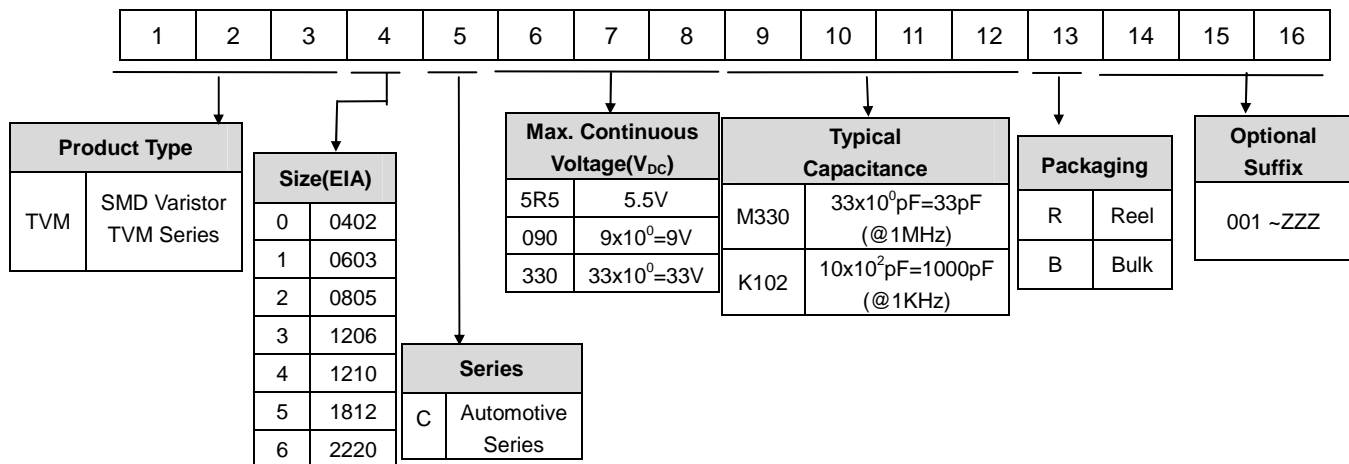 1 2 3 4 5 6 7 8 9 10 11 12 13 14 15 16
Product Type
TVM SMD Varistor
TVM Series
Size(EIA)
0 0402
1 0603
2 0805
3 1206
4 1210
5 1812
6 2220
Series
C Automotive
Series
Max. Continuous
Voltage(V_DC)
5R5 5.5V
090 9x10⁰=9V
330 33x10⁰=33V
Typical
Capacitance
M330 33x10⁰pF=33pF
(@1MHz)
K102 10x10²pF=1000pF
(@1KHz)
Packaging
R Reel
B Bulk
Optional
Suffix
001 ~ZZZ